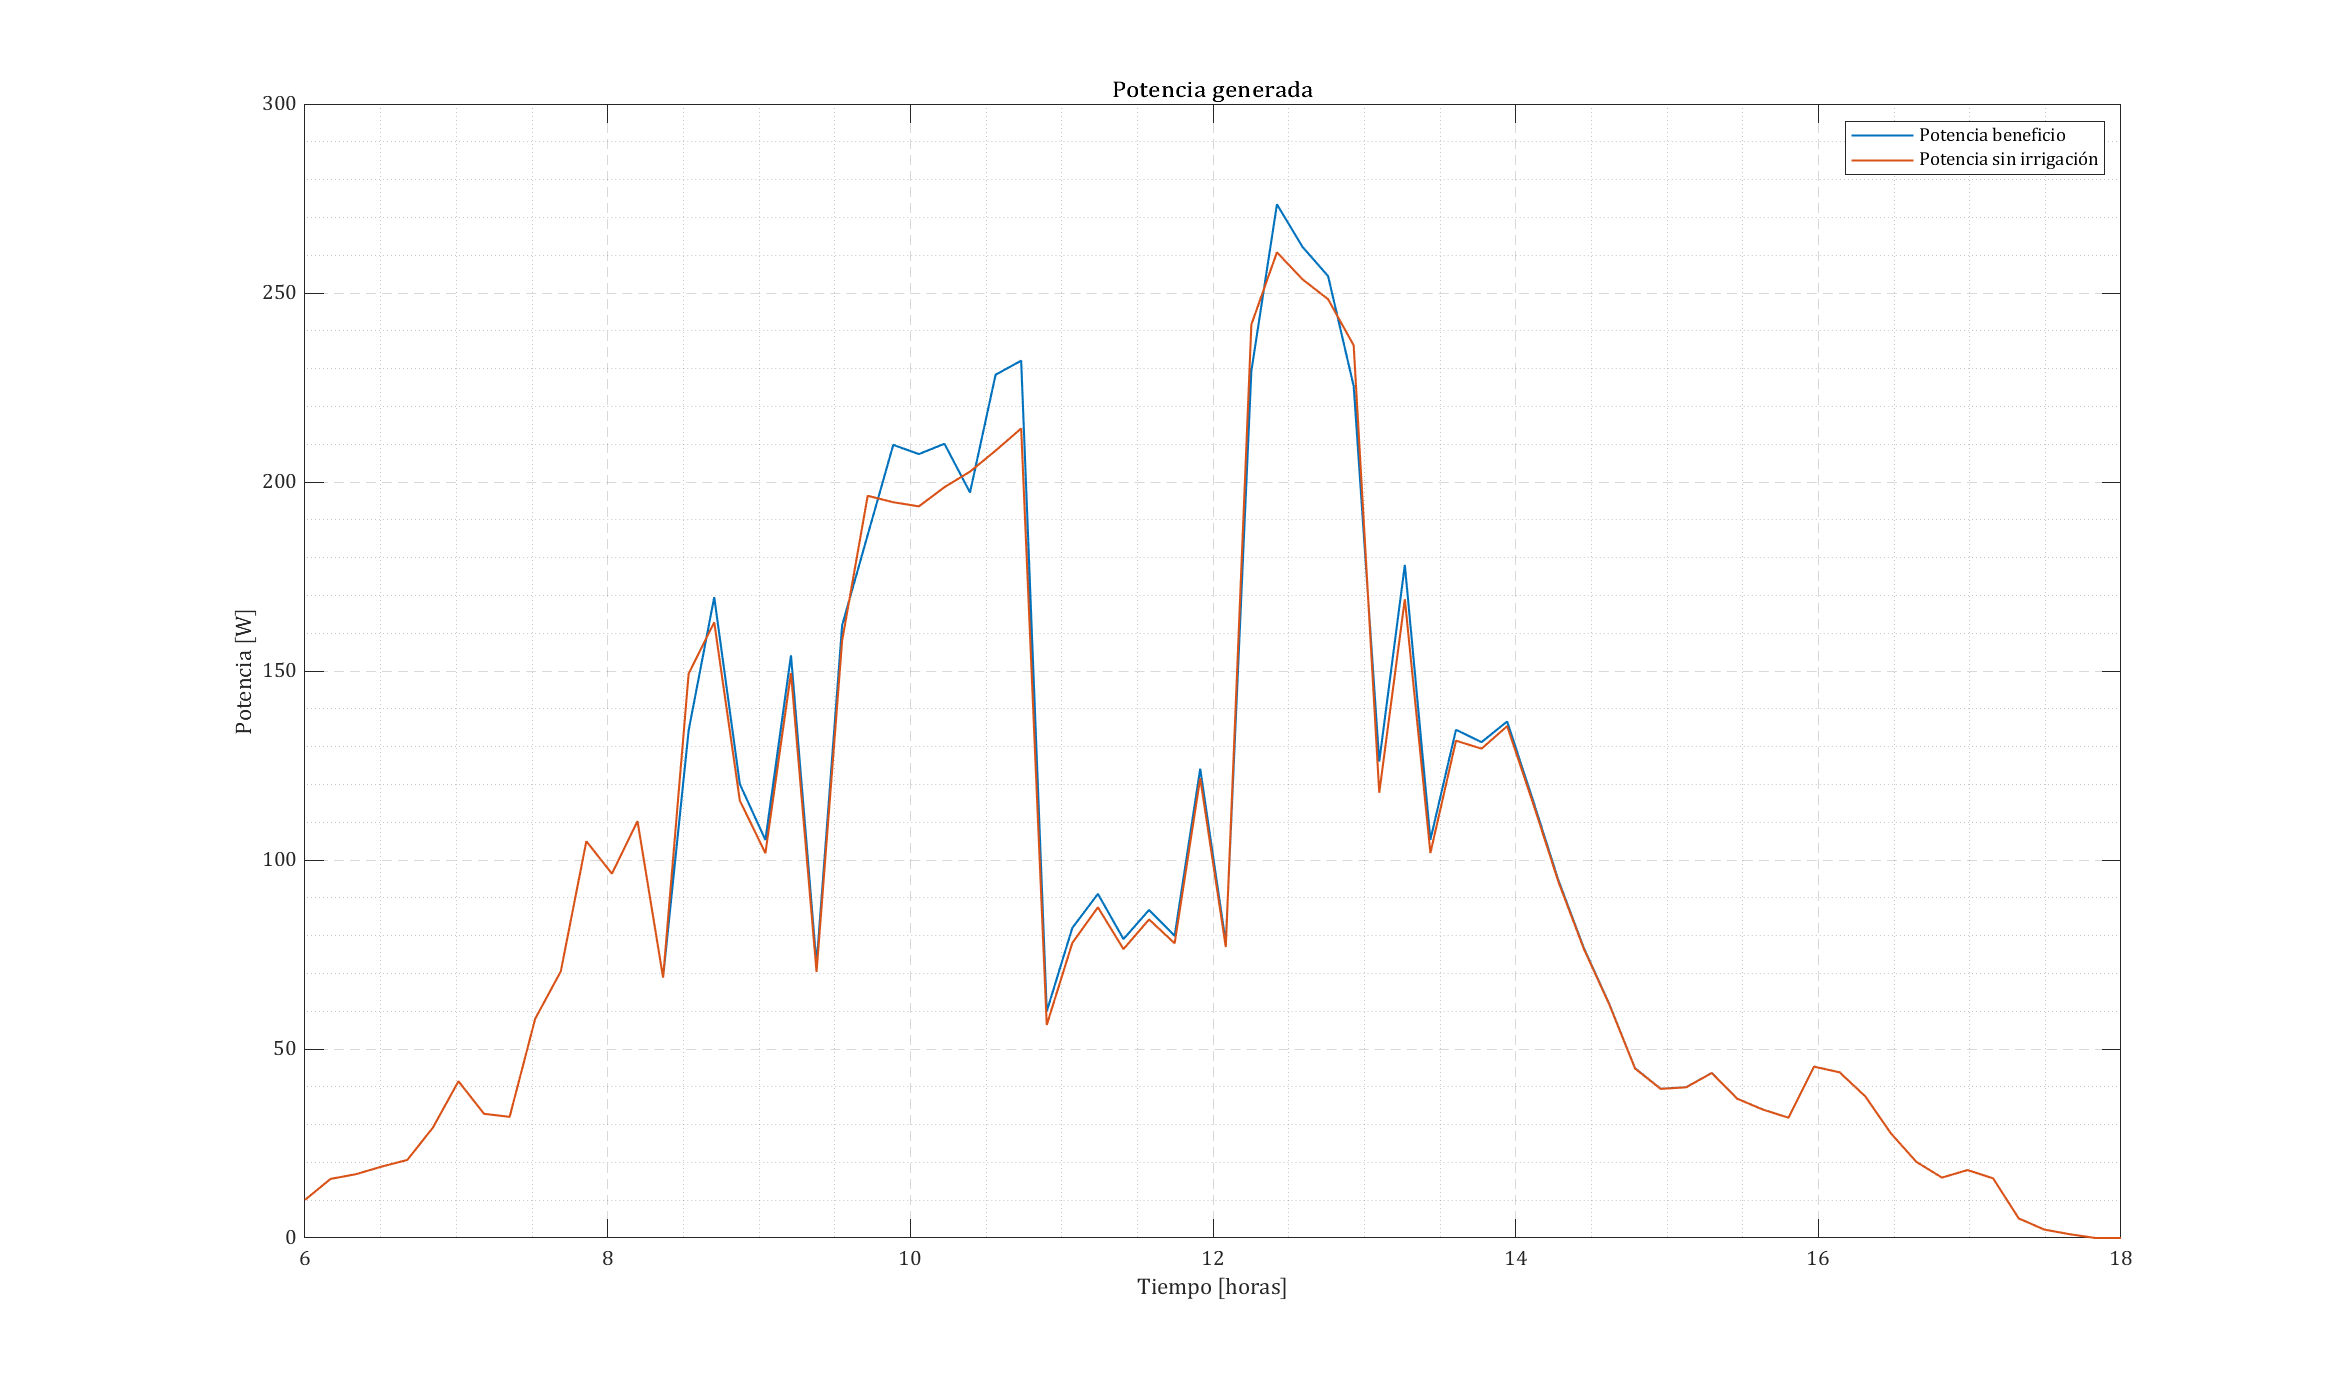 Potencia generada
300
250
200
150
100
50
0
Potencia [W]
Potencia beneficio
Potencia sin irrigación
6 8 10 12 14 16 18
Tiempo [horas]